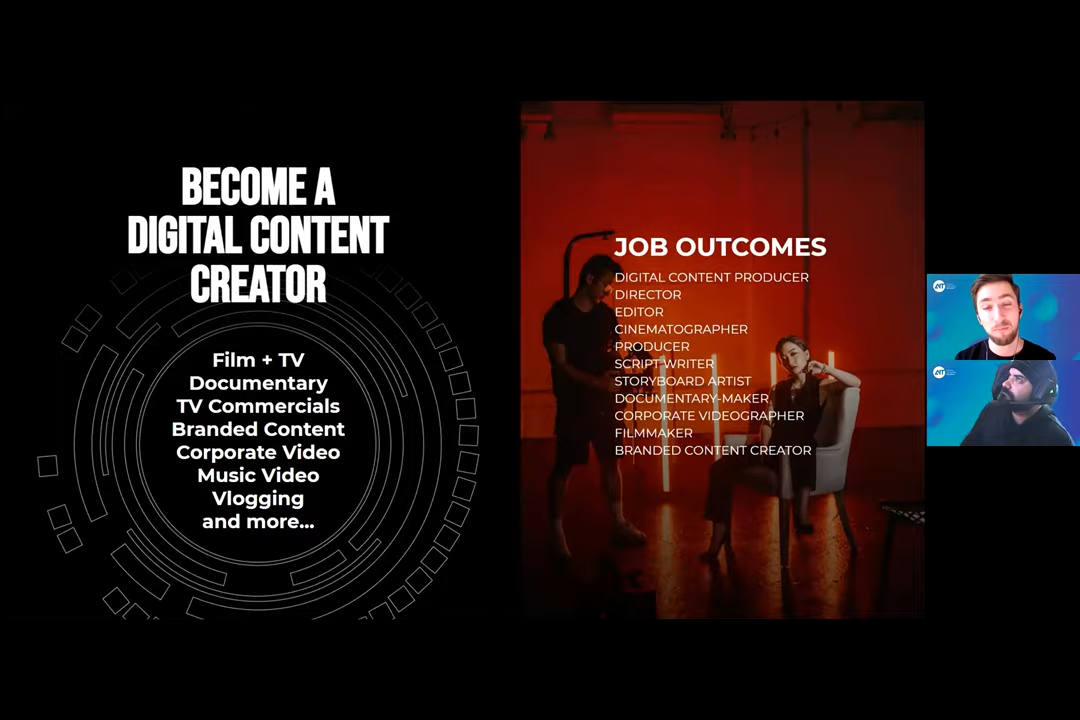 BECOME A
DIGITAL CONTENT
CREATOR
Film + TV
Documentary
TV Commercials
Branded Content
Corporate Video
Music Video
Vlogging
and more...
JOB OUTCOMES
DIGITAL CONTENT PRODUCER
DIRECTOR
EDITOR
CINEMATOGRAPHER
PRODUCER
SCRIPT-WRITER
STORYBOARD ARTIST
DOCUMENTARY-MAKER
CORPORATE VIDEOGRAPHER
FILMMAKER
BRANDED CONTENT CREATOR
AIT
AIT